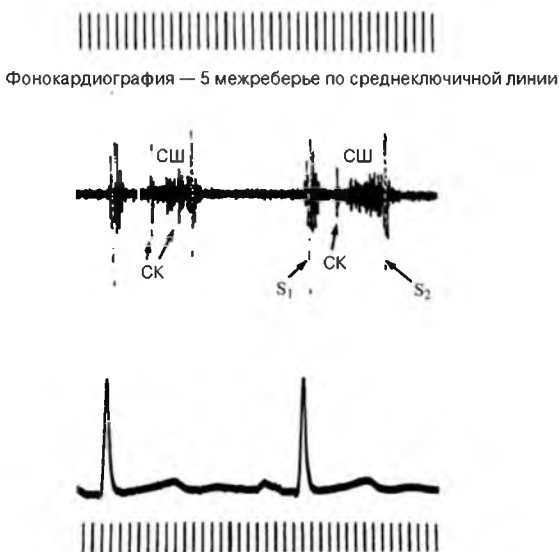 Фонокардиография — 5 межреберье по среднеключичной линии
СШ СШ
СК СК
S₁ S₂